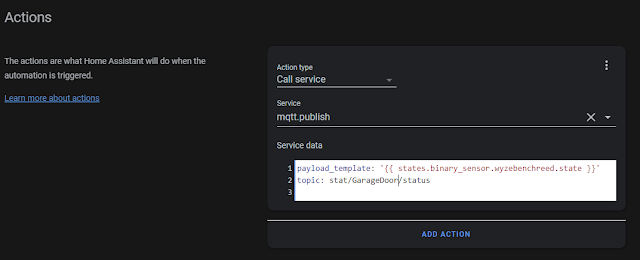 Actions
The actions are what Home Assistant will do when the
automation is triggered.
Learn more about actions
Action type
Call service
Service
mqtt.publish
Service data
1 payload_template: '{{ states.binary_sensor.wyzebenchreed.state }}'
2 topic: stat/GarageDoor/status
3
ADD ACTION